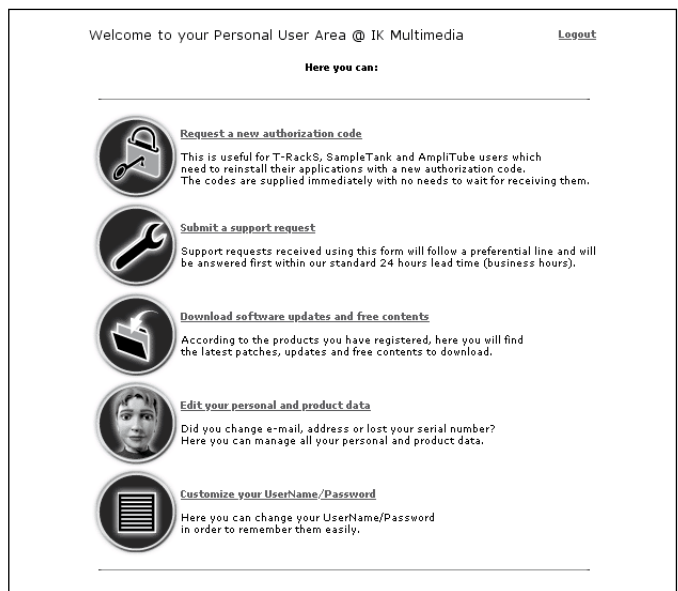 Welcome to your Personal User Area @ IK Multimedia
Logout
Here you can:
Request a new authorization code
This is useful for T-RackS, SampleTank and AmpliTube users which
need to reinstall their applications with a new authorization code.
The codes are supplied immediately with no needs to wait for receiving them.
Submit a support request
Support requests received using this form will follow a preferential line and will
be answered first within our standard 24 hours lead time (business hours).
Download software updates and free contents
According to the products you have registered, here you will find
the latest patches, updates and free contents to download.
Edit your personal and product data
Did you change e-mail, address or lost your serial number?
Here you can manage all your personal and product data.
Customize your UserName/Password
Here you can change your UserName/Password
in order to remember them easily.